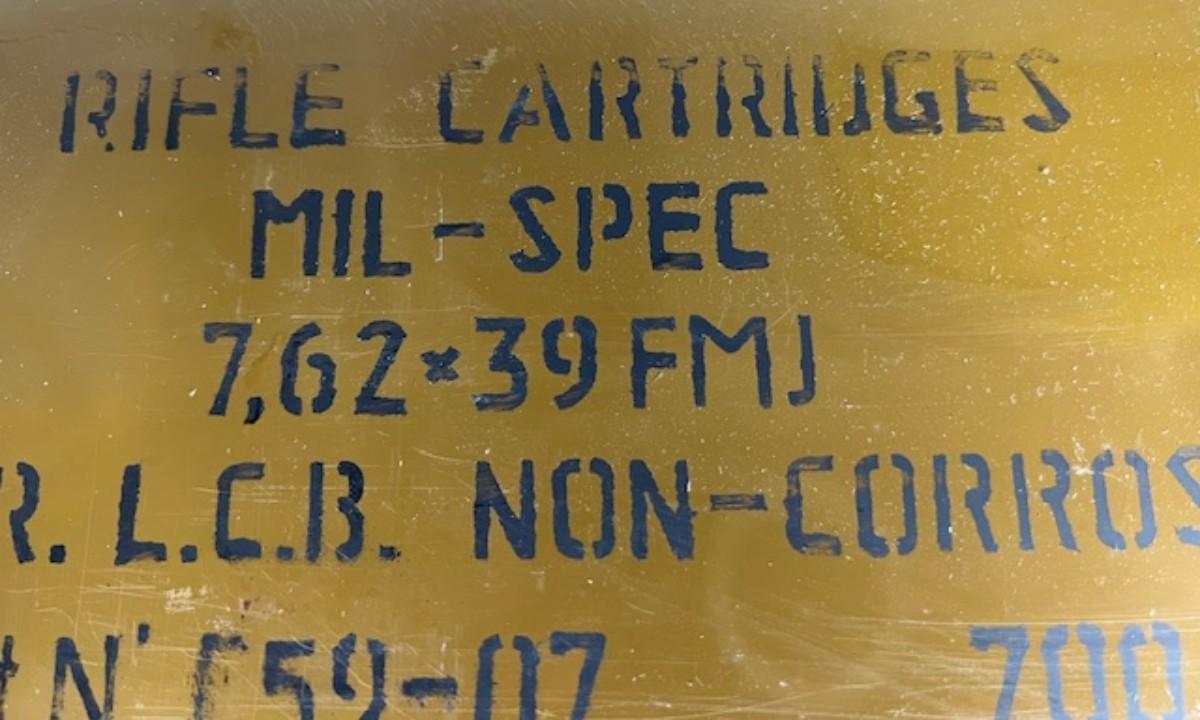 RIFLE CARTRIDGES
MIL-SPEC
7,62×39 FMJ
R. L.C.B. NON-CORROS
59-07 700